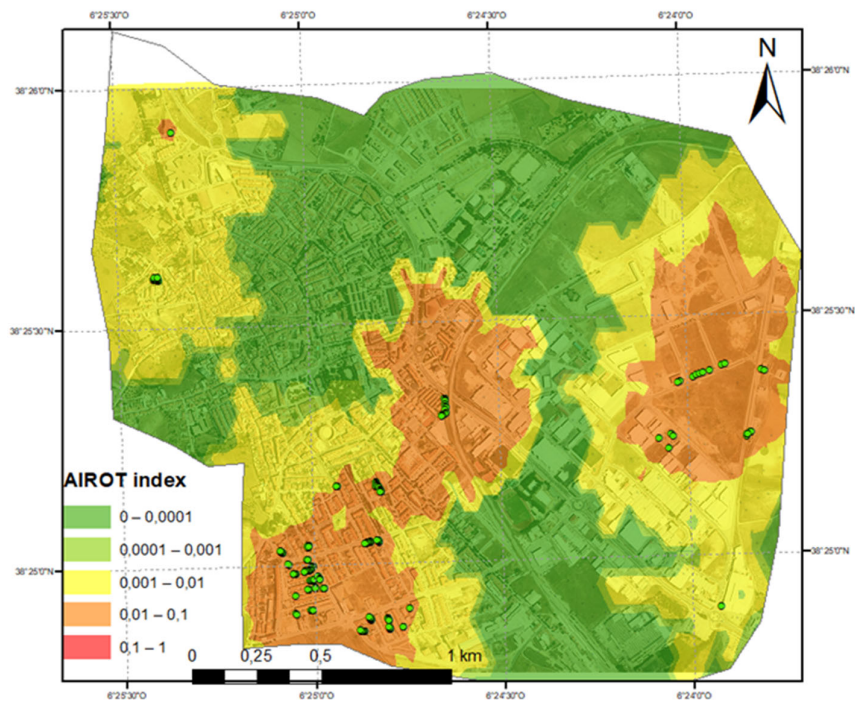 6°25'30"O 6°25'0"O 6°24'30"O 6°24'0"O
N
38°26'0"N 38°26'0"N
38°25'30"N 38°25'30"N
AIROT index
0 – 0,0001
0,0001 – 0,001
38°25'0"N 38°25'0"N
0,001 – 0,01
0,01 – 0,1
0,1 – 1
0 0,25 0,5 1 km
6°25'30"O 6°25'0"O 6°24'30"O 6°24'0"O